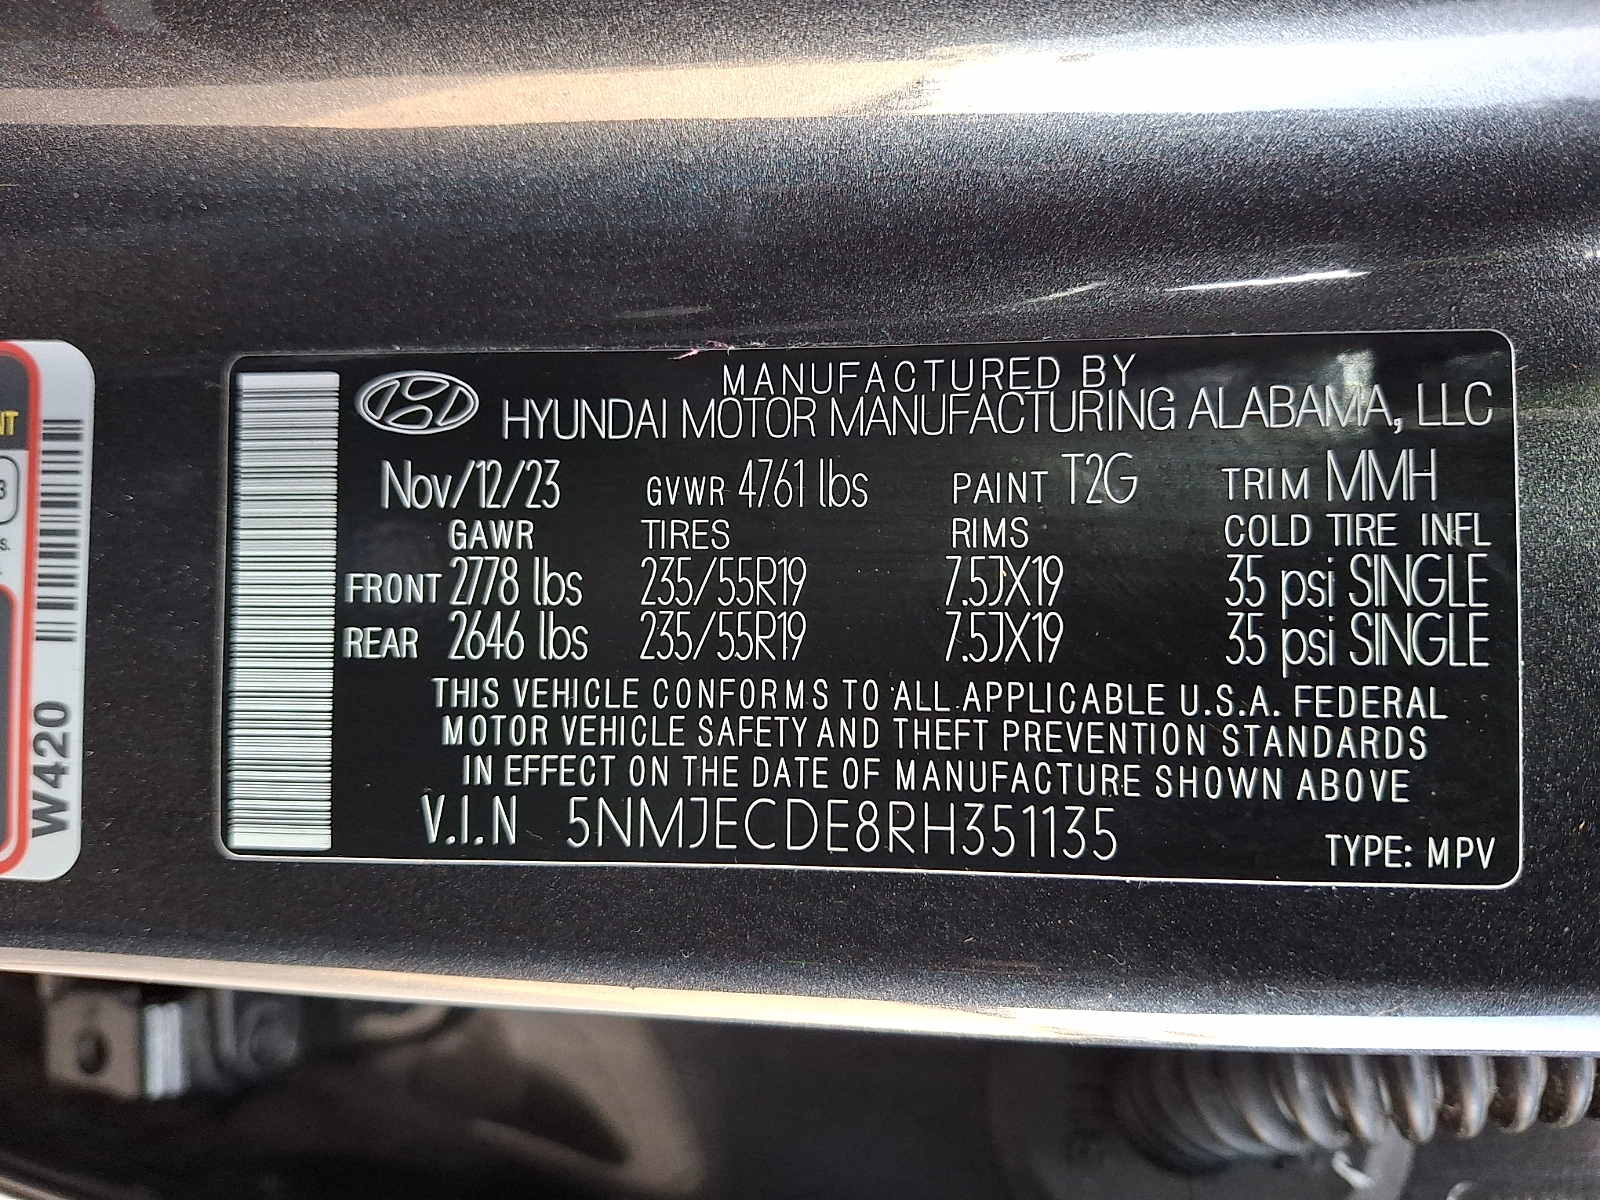 MANUFACTURED BY
HYUNDAI MOTOR MANUFACTURING ALABAMA, LLC
Nov/12/23 GVWR 4761 lbs PAINT T2G TRIM MMH
GAWR TIRES RIMS COLD TIRE INFL
FRONT 2778 lbs 235/55R19 7.5JX19 35 psi SINGLE
REAR 2646 lbs 235/55R19 7.5JX19 35 psi SINGLE
THIS VEHICLE CONFORMS TO ALL APPLICABLE U.S.A. FEDERAL
MOTOR VEHICLE SAFETY AND THEFT PREVENTION STANDARDS
IN EFFECT ON THE DATE OF MANUFACTURE SHOWN ABOVE
V.I.N 5NMJECDE8RH351135
TYPE: MPV
W420